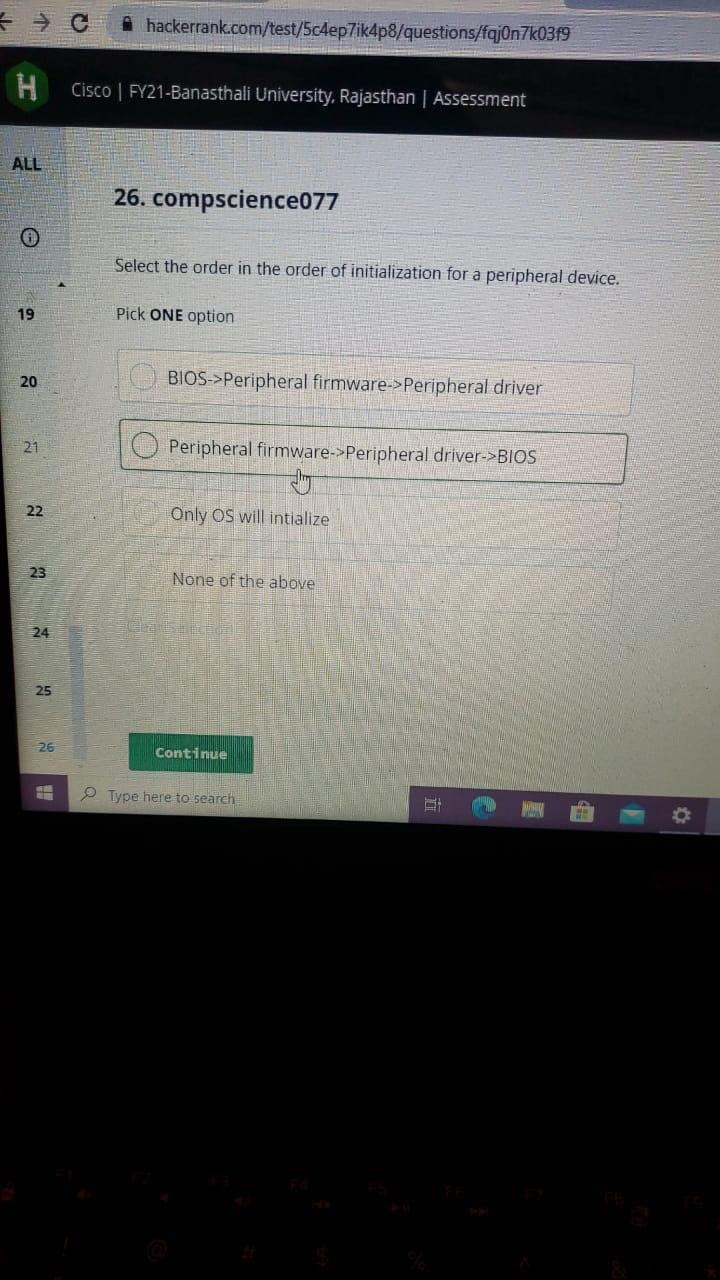 hackerrank.com/test/5c4ep7ik4p8/questions/fqj0n7k03f9
H
Cisco | FY21-Banasthali University, Rajasthan | Assessment
ALL
26. compscience077
Select the order in the order of initialization for a peripheral device.
19
Pick ONE option
20
BIOS->Peripheral firmware->Peripheral driver
21
Peripheral firmware->Peripheral driver->BIOS
22
Only OS will intialize
23
None of the above
24
Clear Selection
25
26
Continue
Type here to search